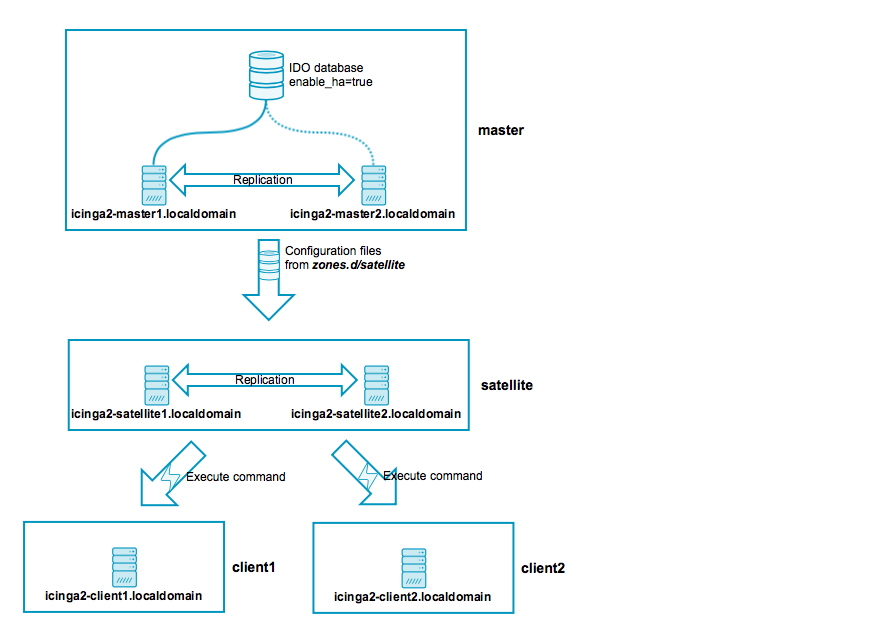 IDO database
enable_ha=true
master
Replication
icinga2-master1.localdomain
icinga2-master2.localdomain
Configuration files
from zones.d/satellite
Replication
satellite
icinga2-satellite1.localdomain
icinga2-satellite2.localdomain
Execute command
Execute command
client1
client2
icinga2-client1.localdomain
icinga2-client2.localdomain